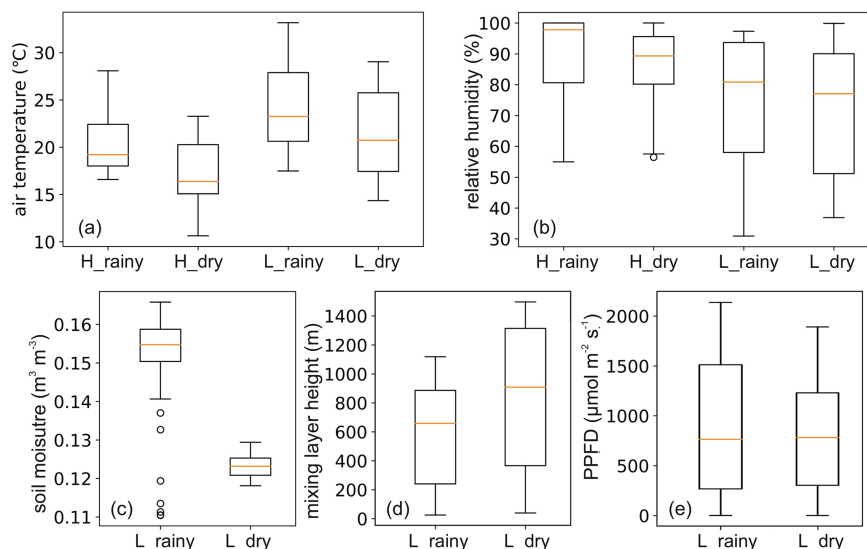 30
25
20
15
10
air temperature (℃)
(a)
H_rainy H_dry L_rainy L_dry
100
90
80
70
60
50
40
30
relative humidity (%)
(b)
H_rainy H_dry L_rainy L_dry
0.16
0.15
0.14
0.13
0.12
0.11
soil moisutre (m³ m⁻³)
(c)
L_rainy L_dry
1400
1200
1000
800
600
400
200
0
mixing layer height (m)
(d)
L_rainy L_dry
2000
1500
1000
500
0
PPFD (μmol m⁻² s⁻¹)
(e)
L_rainy L_dry